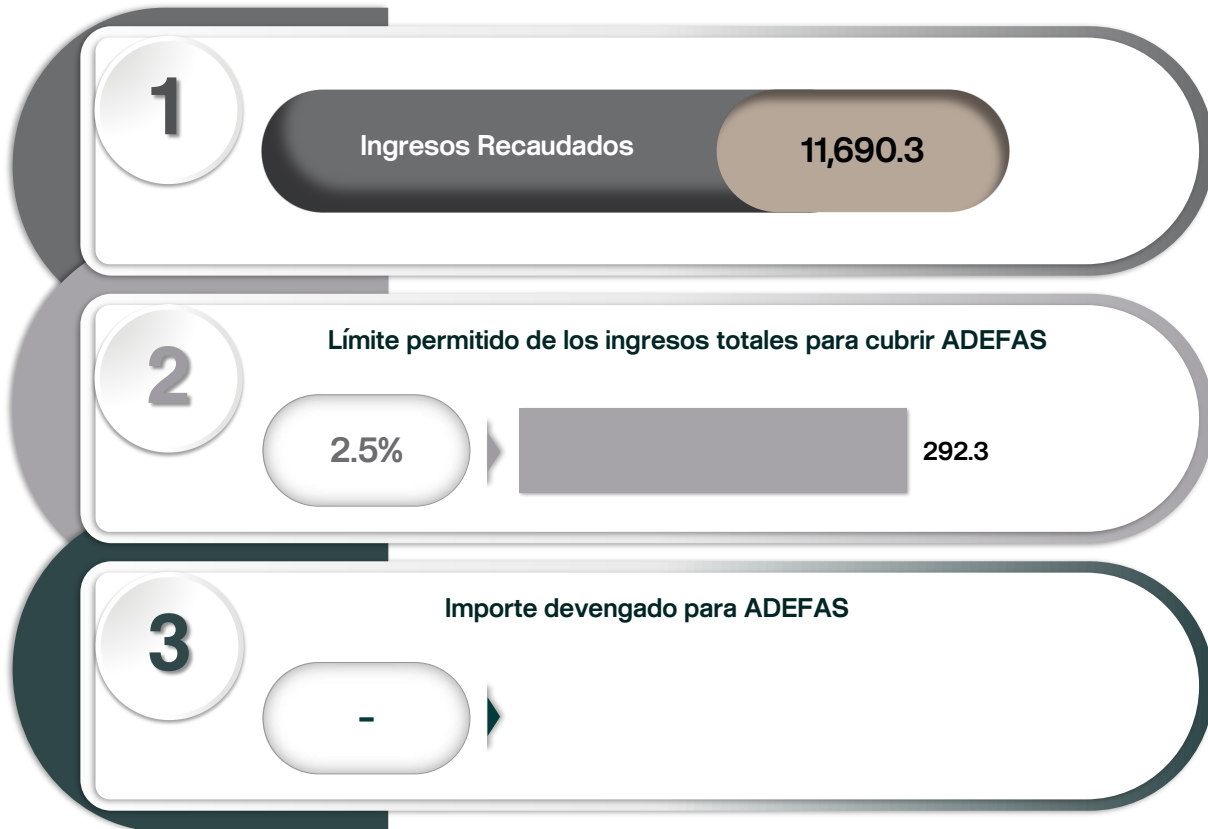 1
Ingresos Recaudados
11,690.3
2
Límite permitido de los ingresos totales para cubrir ADEFAS
2.5%
292.3
3
Importe devengado para ADEFAS
-